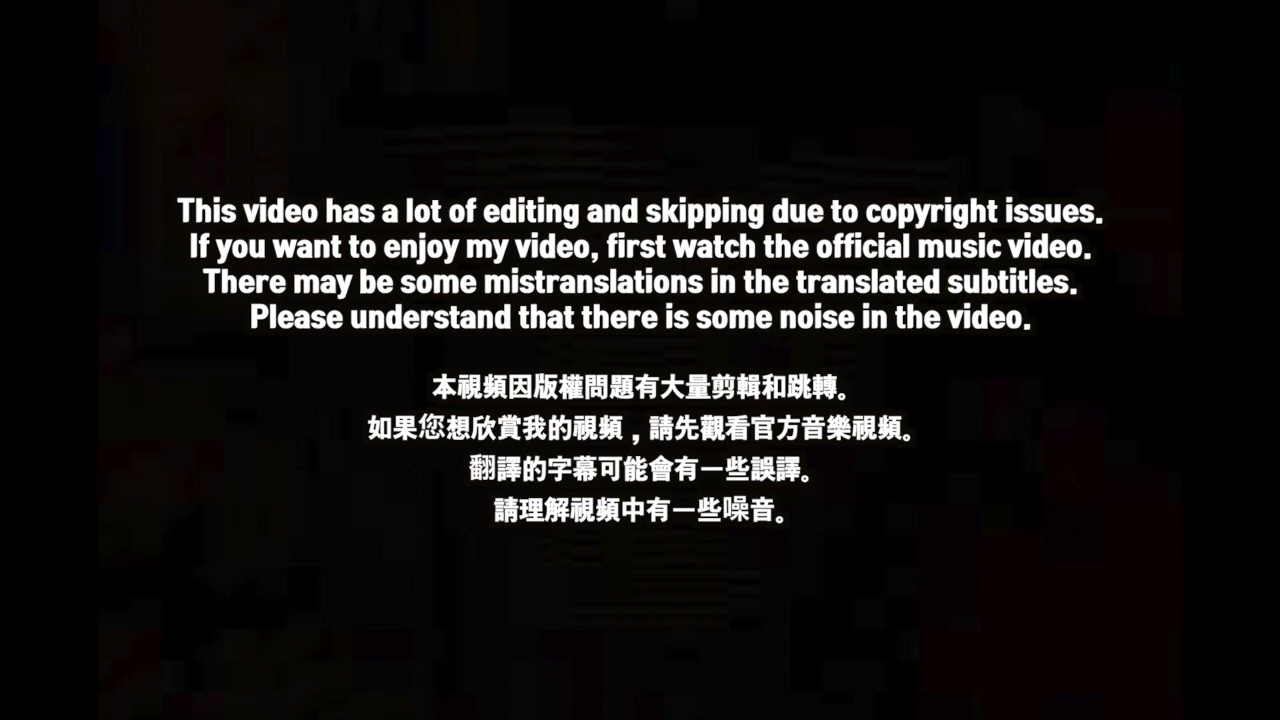 This video has a lot of editing and skipping due to copyright issues.
If you want to enjoy my video, first watch the official music video.
There may be some mistranslations in the translated subtitles.
Please understand that there is some noise in the video.
本視頻因版權問題有大量剪輯和跳轉。
如果您想欣賞我的視頻，請先觀看官方音樂視頻。
翻譯的字幕可能會有一些誤譯。
請理解視頻中有一些噪音。